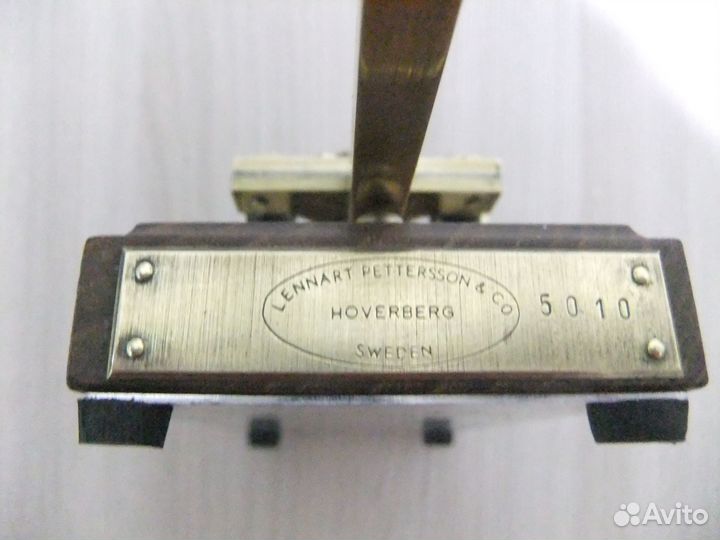 LENNART PETTERSSON & CO
HOVERBERG
SWEDEN
5010
Avito